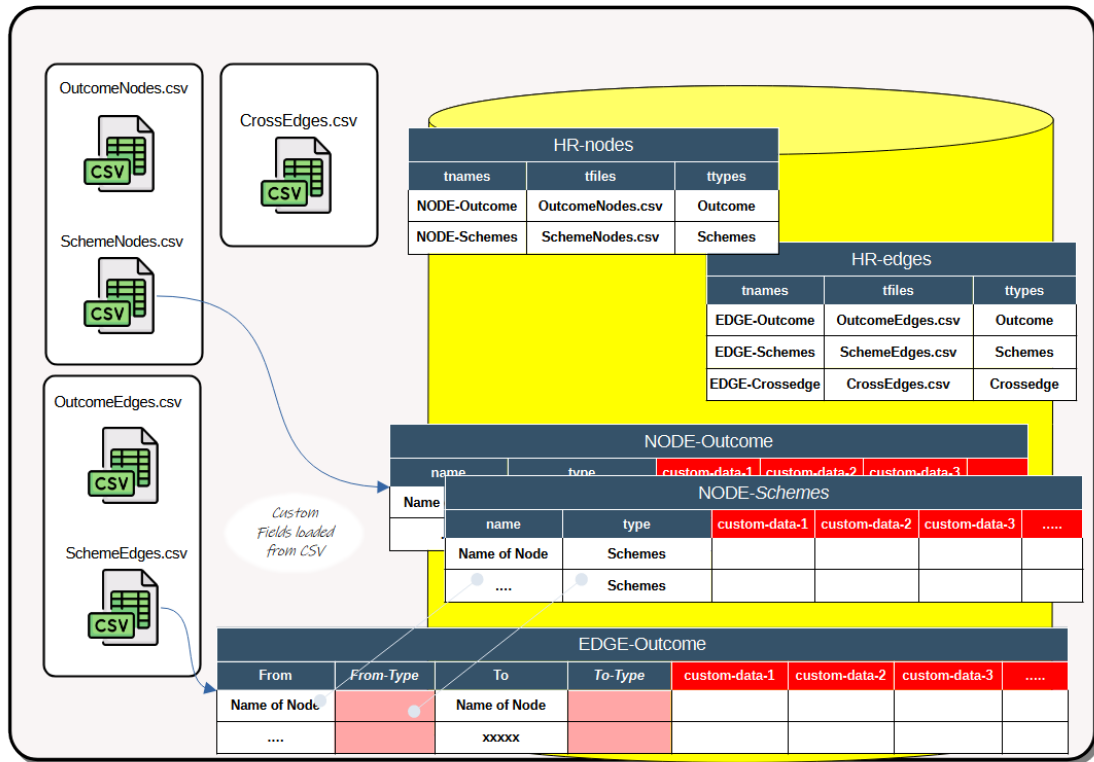 OutcomeNodes.csv
CSV
SchemeNodes.csv
CSV
CrossEdges.csv
CSV
OutcomeEdges.csv
CSV
SchemeEdges.csv
CSV
Custom
Fields loaded
from CSV
HR-nodes
tnames tfiles ttypes
NODE-Outcome OutcomeNodes.csv Outcome
NODE-Schemes SchemeNodes.csv Schemes
HR-edges
tnames tfiles ttypes
EDGE-Outcome OutcomeEdges.csv Outcome
EDGE-Schemes SchemeEdges.csv Schemes
EDGE-Crossedge CrossEdges.csv Crossedge
NODE-Outcome
name type custom-data-1 custom-data-2 custom-data-3
Name
NODE-Schemes
name type custom-data-1 custom-data-2 custom-data-3 .....
Name of Node Schemes
.... Schemes
EDGE-Outcome
From From-Type To To-Type custom-data-1 custom-data-2 custom-data-3 .....
Name of Node Name of Node
.... xxxxx